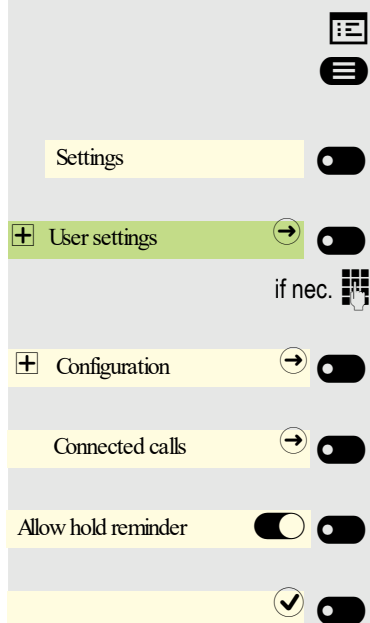 Settings
User settings
if nec.
Configuration
Connected calls
Allow hold reminder